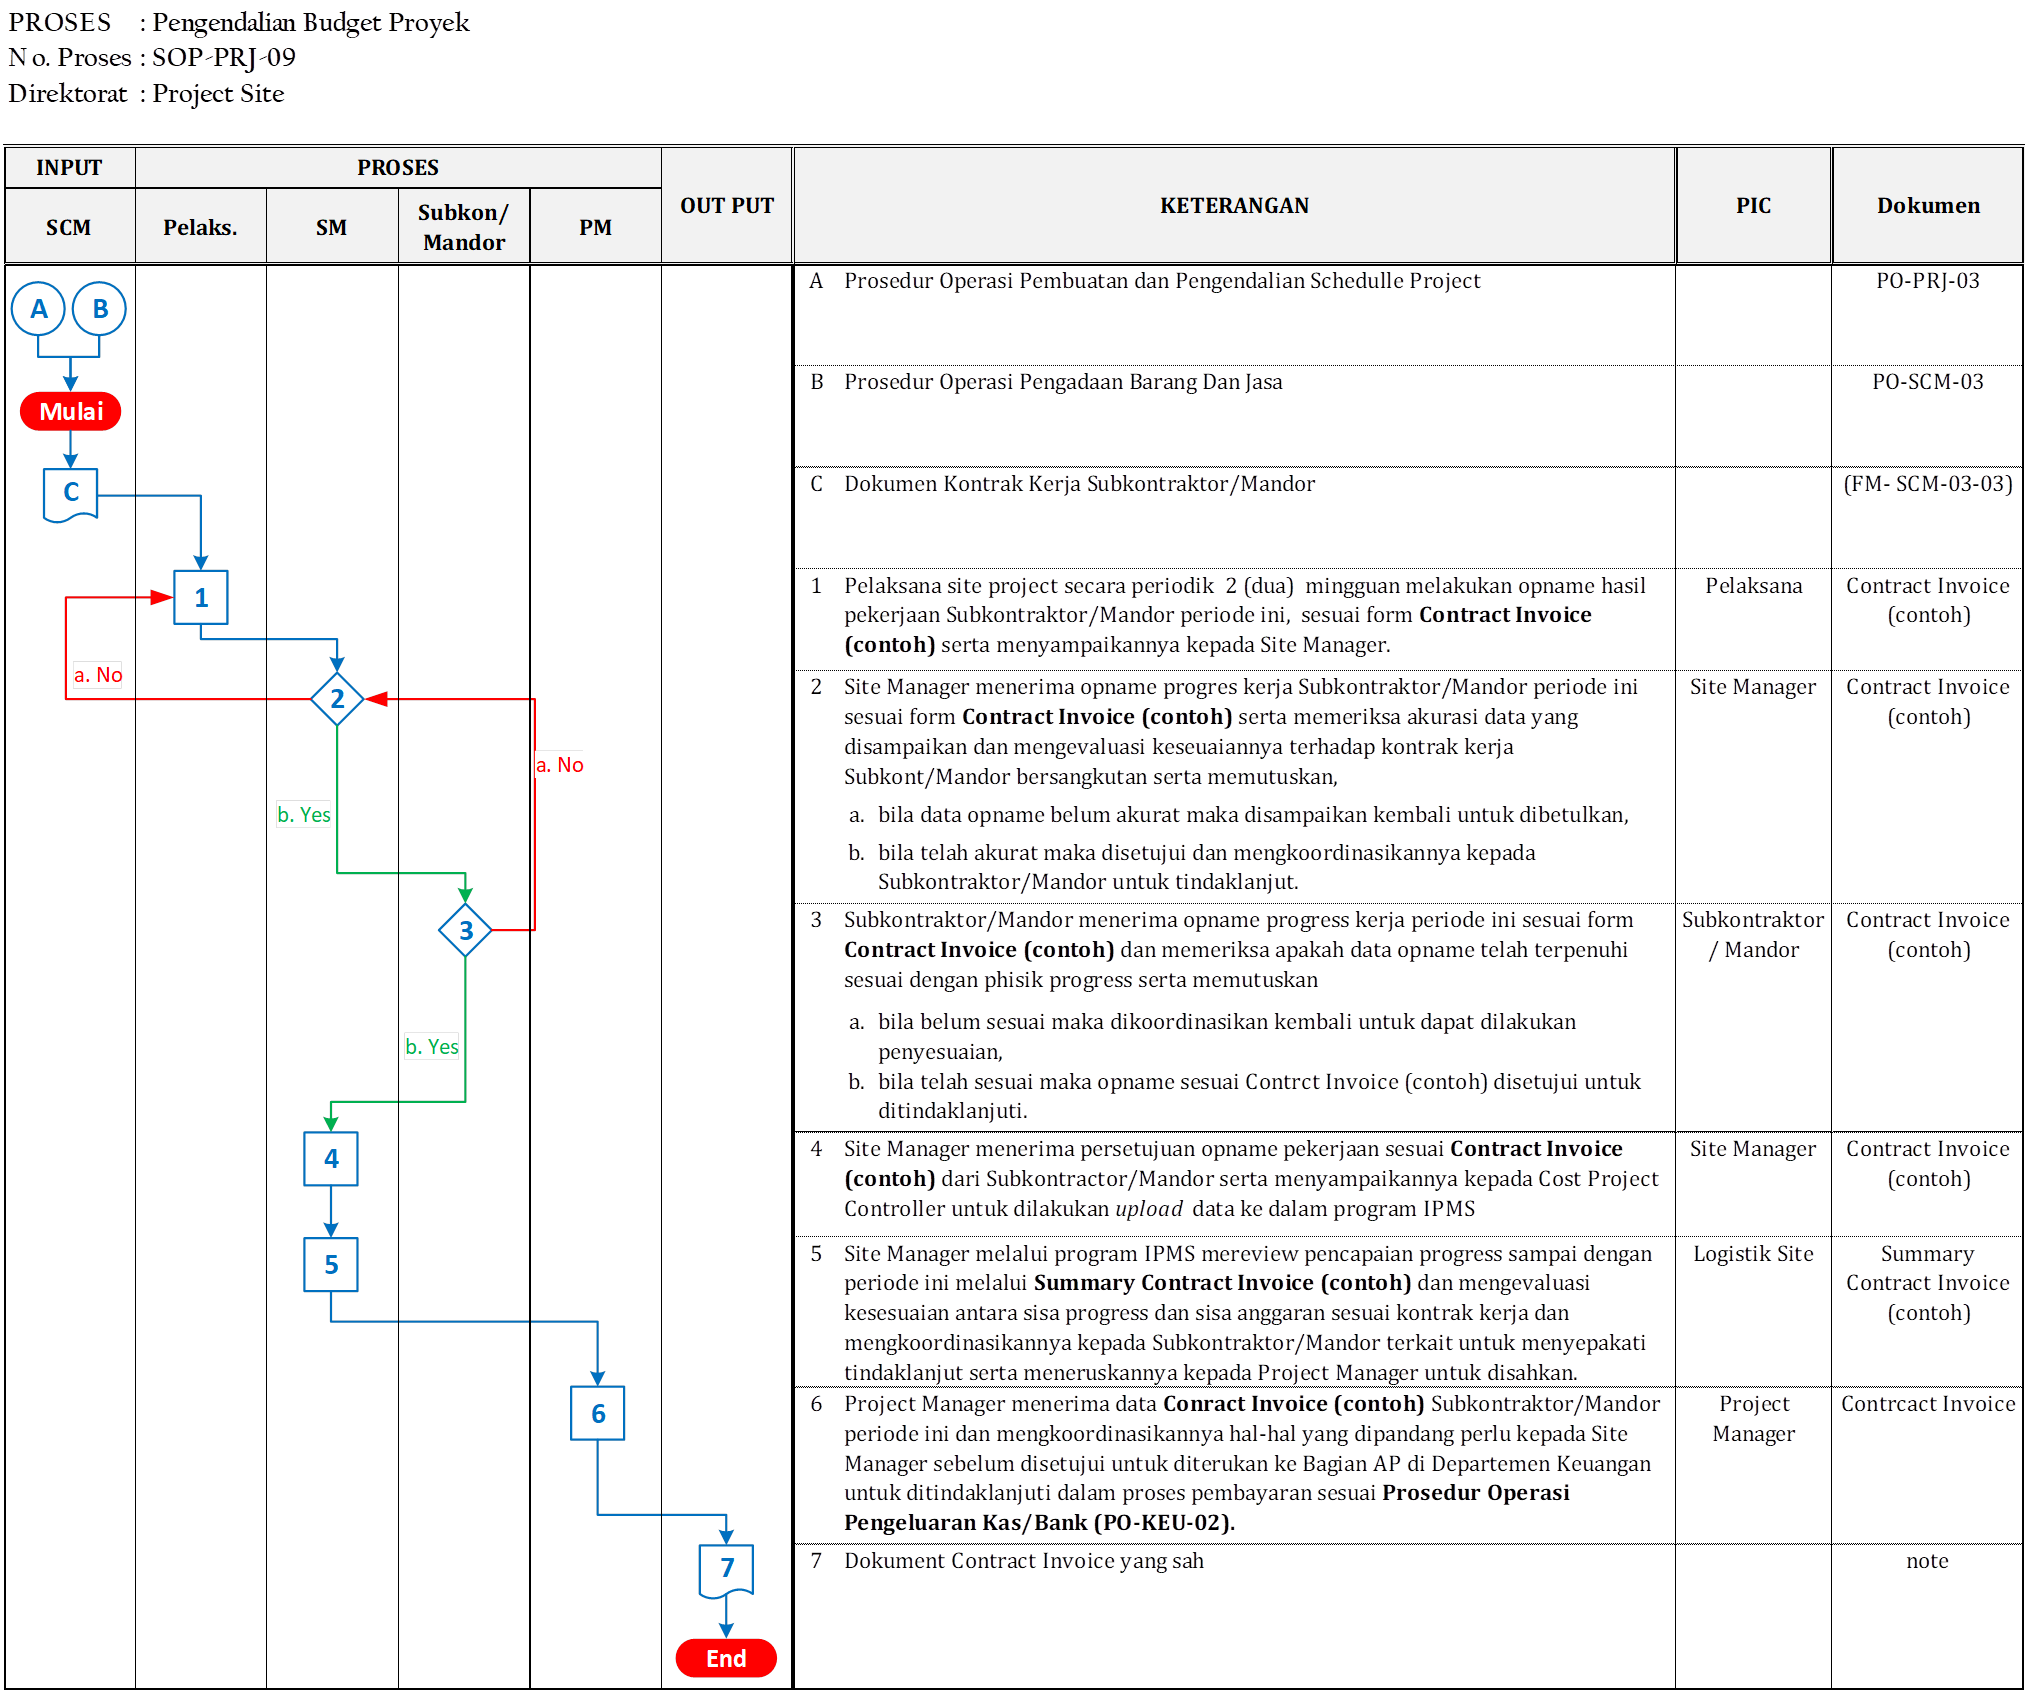 PROSES : Pengendalian Budget Proyek
No. Proses : SOP-PRJ-09
Direktorat : Project Site
INPUT
PROSES
OUT PUT
KETERANGAN
PIC
Dokumen
SCM
Pelaks.
SM
Subkon/
Mandor
PM
A
B
Mulai
C
1
a. No
2
a. No
b. Yes
3
b. Yes
4
5
6
7
End
A Prosedur Operasi Pembuatan dan Pengendalian Schedulle Project
PO-PRJ-03
B Prosedur Operasi Pengadaan Barang Dan Jasa
PO-SCM-03
C Dokumen Kontrak Kerja Subkontraktor/Mandor
(FM- SCM-03-03)
1 Pelaksana site project secara periodik 2 (dua) mingguan melakukan opname hasil
pekerjaan Subkontraktor/Mandor periode ini, sesuai form Contract Invoice
(contoh) serta menyampaikannya kepada Site Manager.
Pelaksana
Contract Invoice
(contoh)
2 Site Manager menerima opname progres kerja Subkontraktor/Mandor periode ini
sesuai form Contract Invoice (contoh) serta memeriksa akurasi data yang
disampaikan dan mengevaluasi keseuaiannya terhadap kontrak kerja
Subkont/Mandor bersangkutan serta memutuskan,
a. bila data opname belum akurat maka disampaikan kembali untuk dibetulkan,
b. bila telah akurat maka disetujui dan mengkoordinasikannya kepada
Subkontraktor/Mandor untuk tindaklanjut.
Site Manager
Contract Invoice
(contoh)
3 Subkontraktor/Mandor menerima opname progress kerja periode ini sesuai form
Contract Invoice (contoh) dan memeriksa apakah data opname telah terpenuhi
sesuai dengan phisik progress serta memutuskan
a. bila belum sesuai maka dikoordinasikan kembali untuk dapat dilakukan
penyesuaian,
b. bila telah sesuai maka opname sesuai Contrct Invoice (contoh) disetujui untuk
ditindaklanjuti.
Subkontraktor
/ Mandor
Contract Invoice
(contoh)
4 Site Manager menerima persetujuan opname pekerjaan sesuai Contract Invoice
(contoh) dari Subkontractor/Mandor serta menyampaikannya kepada Cost Project
Controller untuk dilakukan upload data ke dalam program IPMS
Site Manager
Contract Invoice
(contoh)
5 Site Manager melalui program IPMS mereview pencapaian progress sampai dengan
periode ini melalui Summary Contract Invoice (contoh) dan mengevaluasi
kesesuaian antara sisa progress dan sisa anggaran sesuai kontrak kerja dan
mengkoordinasikannya kepada Subkontraktor/Mandor terkait untuk menyepakati
tindaklanjut serta meneruskannya kepada Project Manager untuk disahkan.
Logistik Site
Summary
Contract Invoice
(contoh)
6 Project Manager menerima data Conract Invoice (contoh) Subkontraktor/Mandor
periode ini dan mengkoordinasikannya hal-hal yang dipandang perlu kepada Site
Manager sebelum disetujui untuk diterukan ke Bagian AP di Departemen Keuangan
untuk ditindaklanjuti dalam proses pembayaran sesuai Prosedur Operasi
Pengeluaran Kas/Bank (PO-KEU-02).
Project
Manager
Contrcact Invoice
7 Dokument Contract Invoice yang sah
note